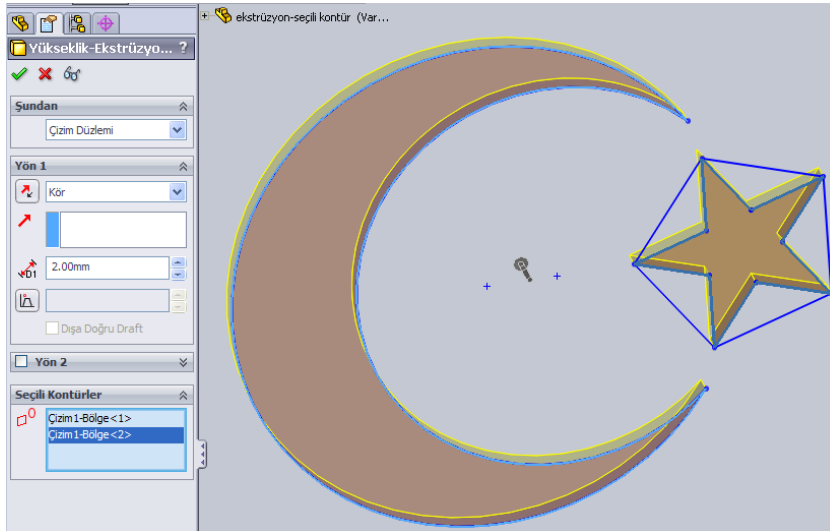 ekstrüzyon-seçili kontür (Var...
Yükseklik-Ekstrüzyo... ?
Şundan
Çizim Düzlemi
Yön 1
Kör
D1
2.00mm
Dışa Doğru Draft
Yön 2
Seçili Kontürler
Çizim1-Bölge<1>
Çizim1-Bölge<2>